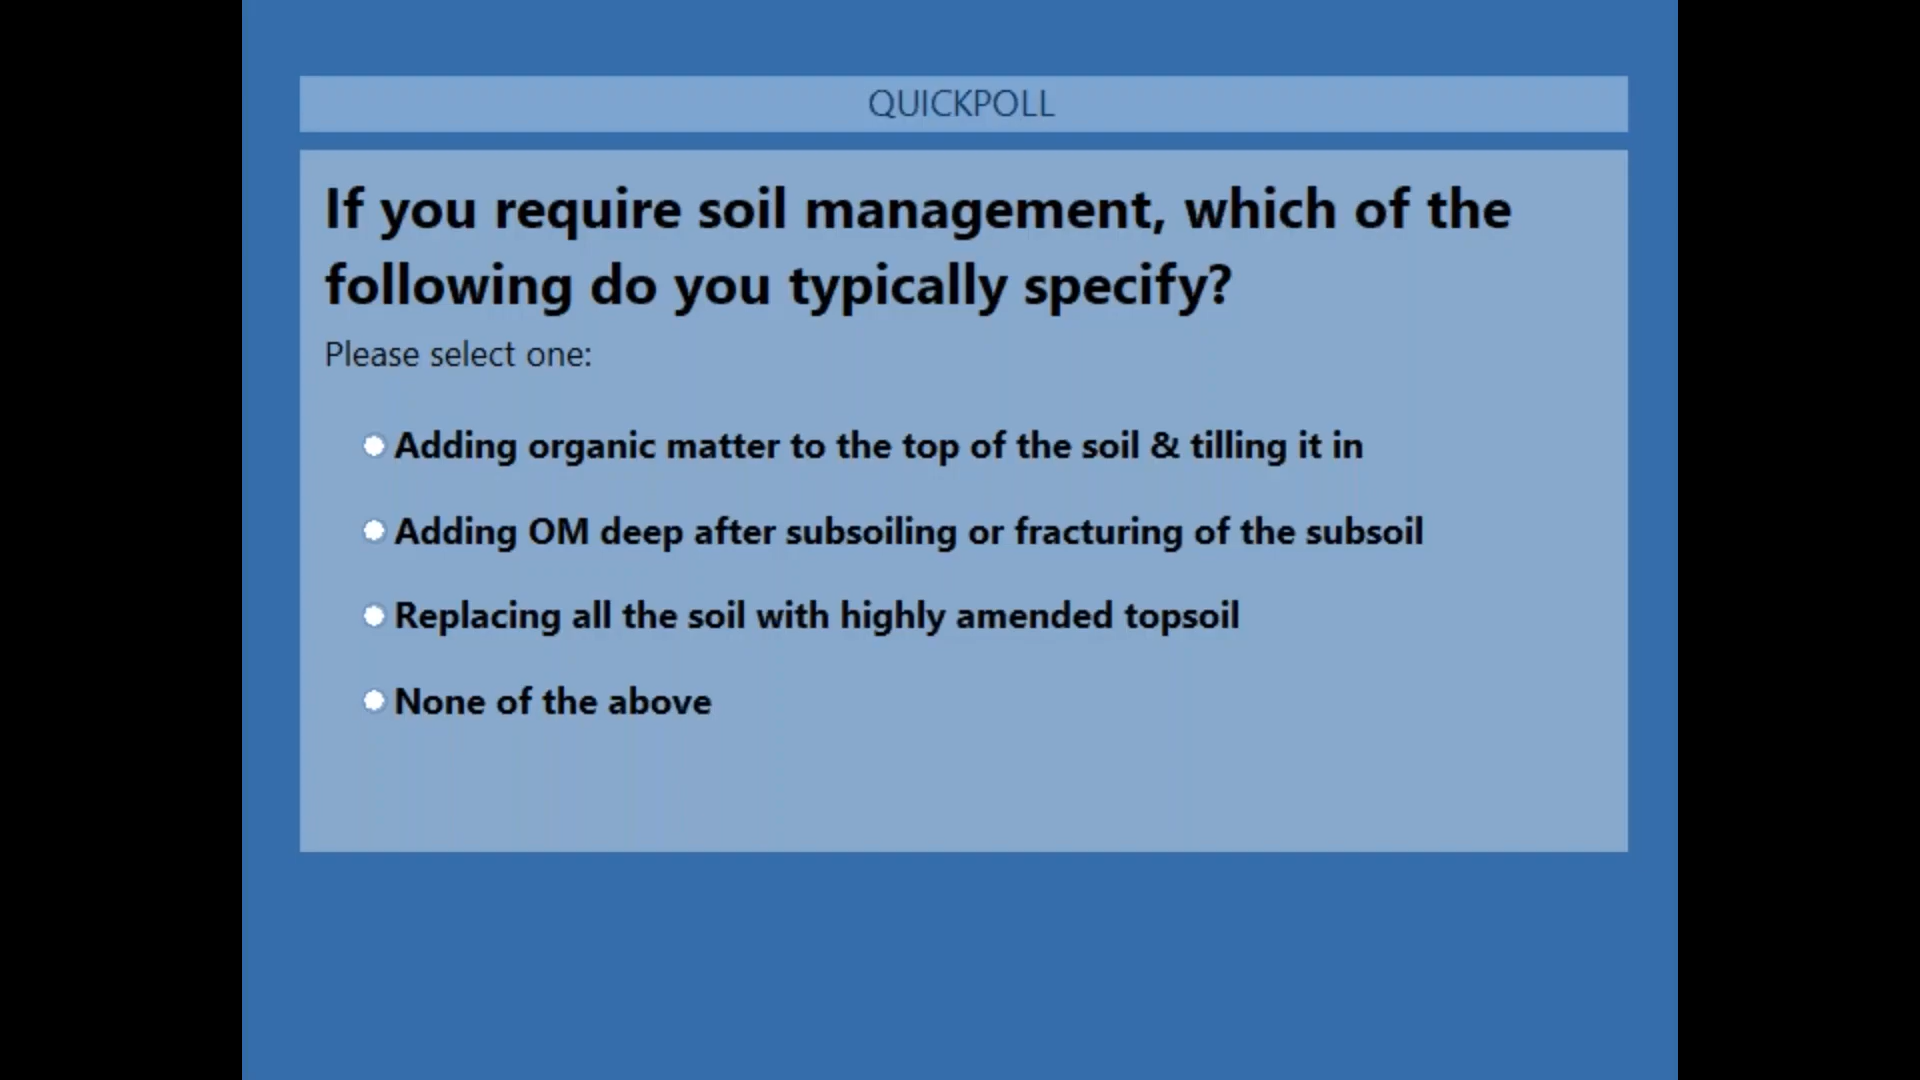 QUICKPOLL
If you require soil management, which of the
following do you typically specify?
Please select one:
Adding organic matter to the top of the soil & tilling it in
Adding OM deep after subsoiling or fracturing of the subsoil
Replacing all the soil with highly amended topsoil
None of the above